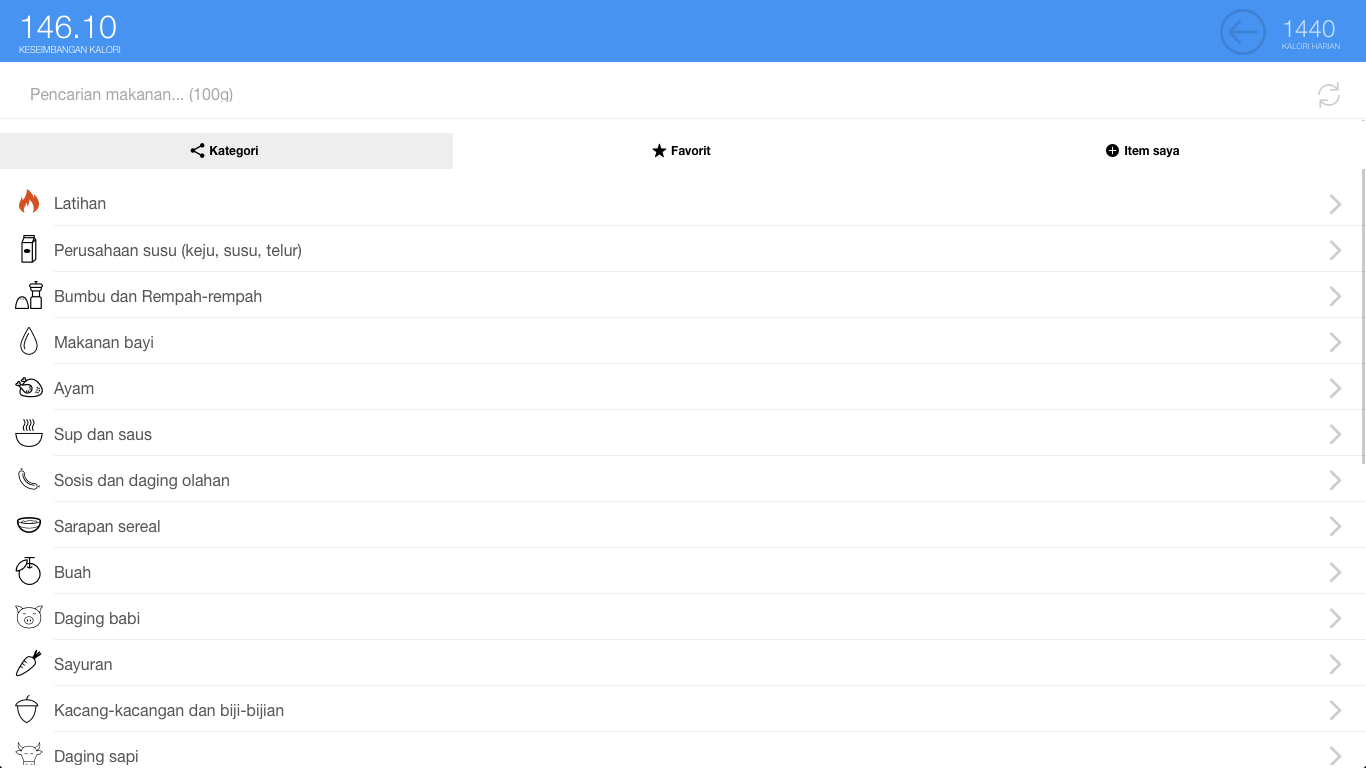 146.10
KESEIMBANGAN KALORI
1440
KALORI HARIAN
Pencarian makanan... (100g)
Kategori
Favorit
Item saya
Latihan
Perusahaan susu (keju, susu, telur)
Bumbu dan Rempah-rempah
Makanan bayi
Ayam
Sup dan saus
Sosis dan daging olahan
Sarapan sereal
Buah
Daging babi
Sayuran
Kacang-kacangan dan biji-bijian
Daging sapi